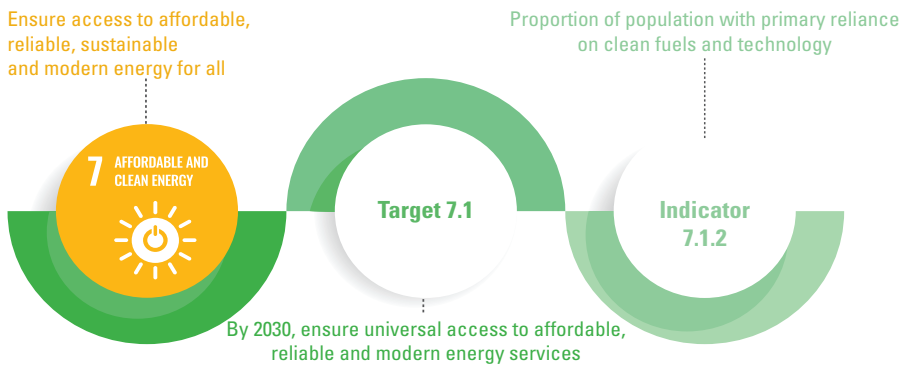 Ensure access to affordable,
reliable, sustainable
and modern energy for all
7 AFFORDABLE AND
CLEAN ENERGY
By 2030, ensure universal access to affordable,
reliable and modern energy services
Target 7.1
Proportion of population with primary reliance
on clean fuels and technology
Indicator
7.1.2